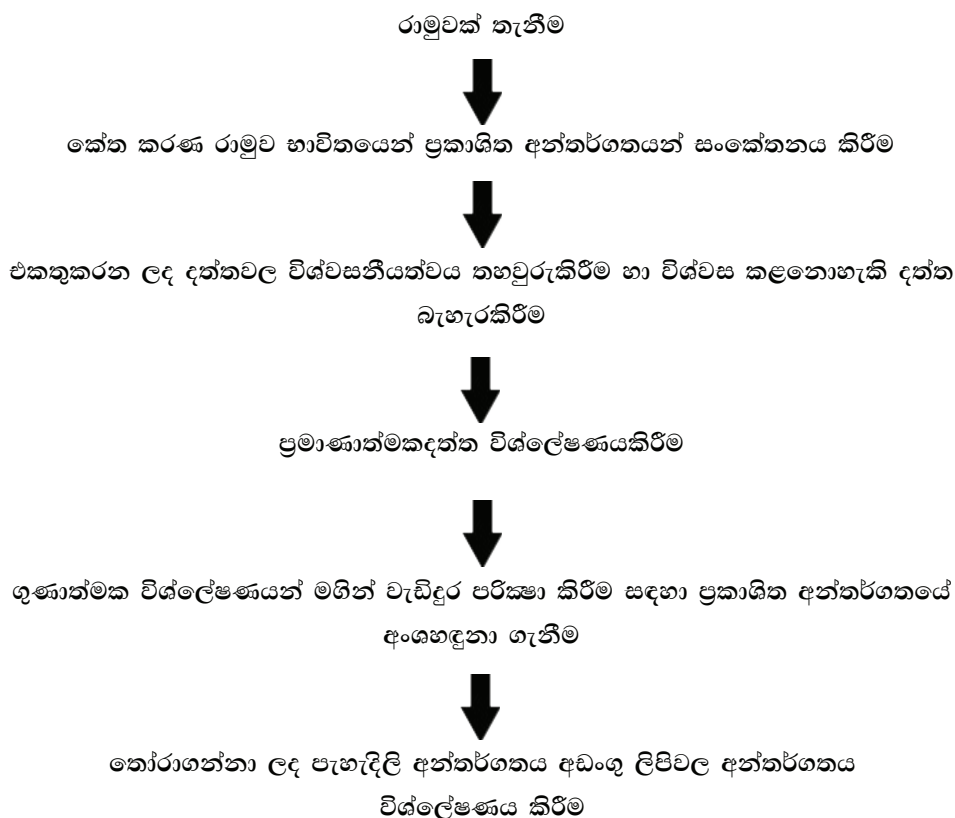 රාමුවක් තැනීම
කේත කරණ රාමුව භාවිතයෙන් ප්‍රකාශිත අන්තර්ගතයන් සංකේතනය කිරීම
එකතුකරන ලද දත්තවල විශ්වසනීයත්වය තහවුරුකිරීම හා විශ්වස කළනොහැකි දත්ත
බැහැරකිරීම
ප්‍රමාණාත්මකදත්ත විශ්ලේෂණයකිරීම
ගුණාත්මක විශ්ලේෂණයන් මගින් වැඩිදුර පරික්‍ෂා කිරීම සඳහා ප්‍රකාශිත අන්තර්ගතයේ
අංශහඳුනා ගැනීම
තෝරාගන්නා ලද පැහැදිලි අන්තර්ගතය අඩංගු ලිපිවල අන්තර්ගතය
විශ්ලේෂණය කිරීම